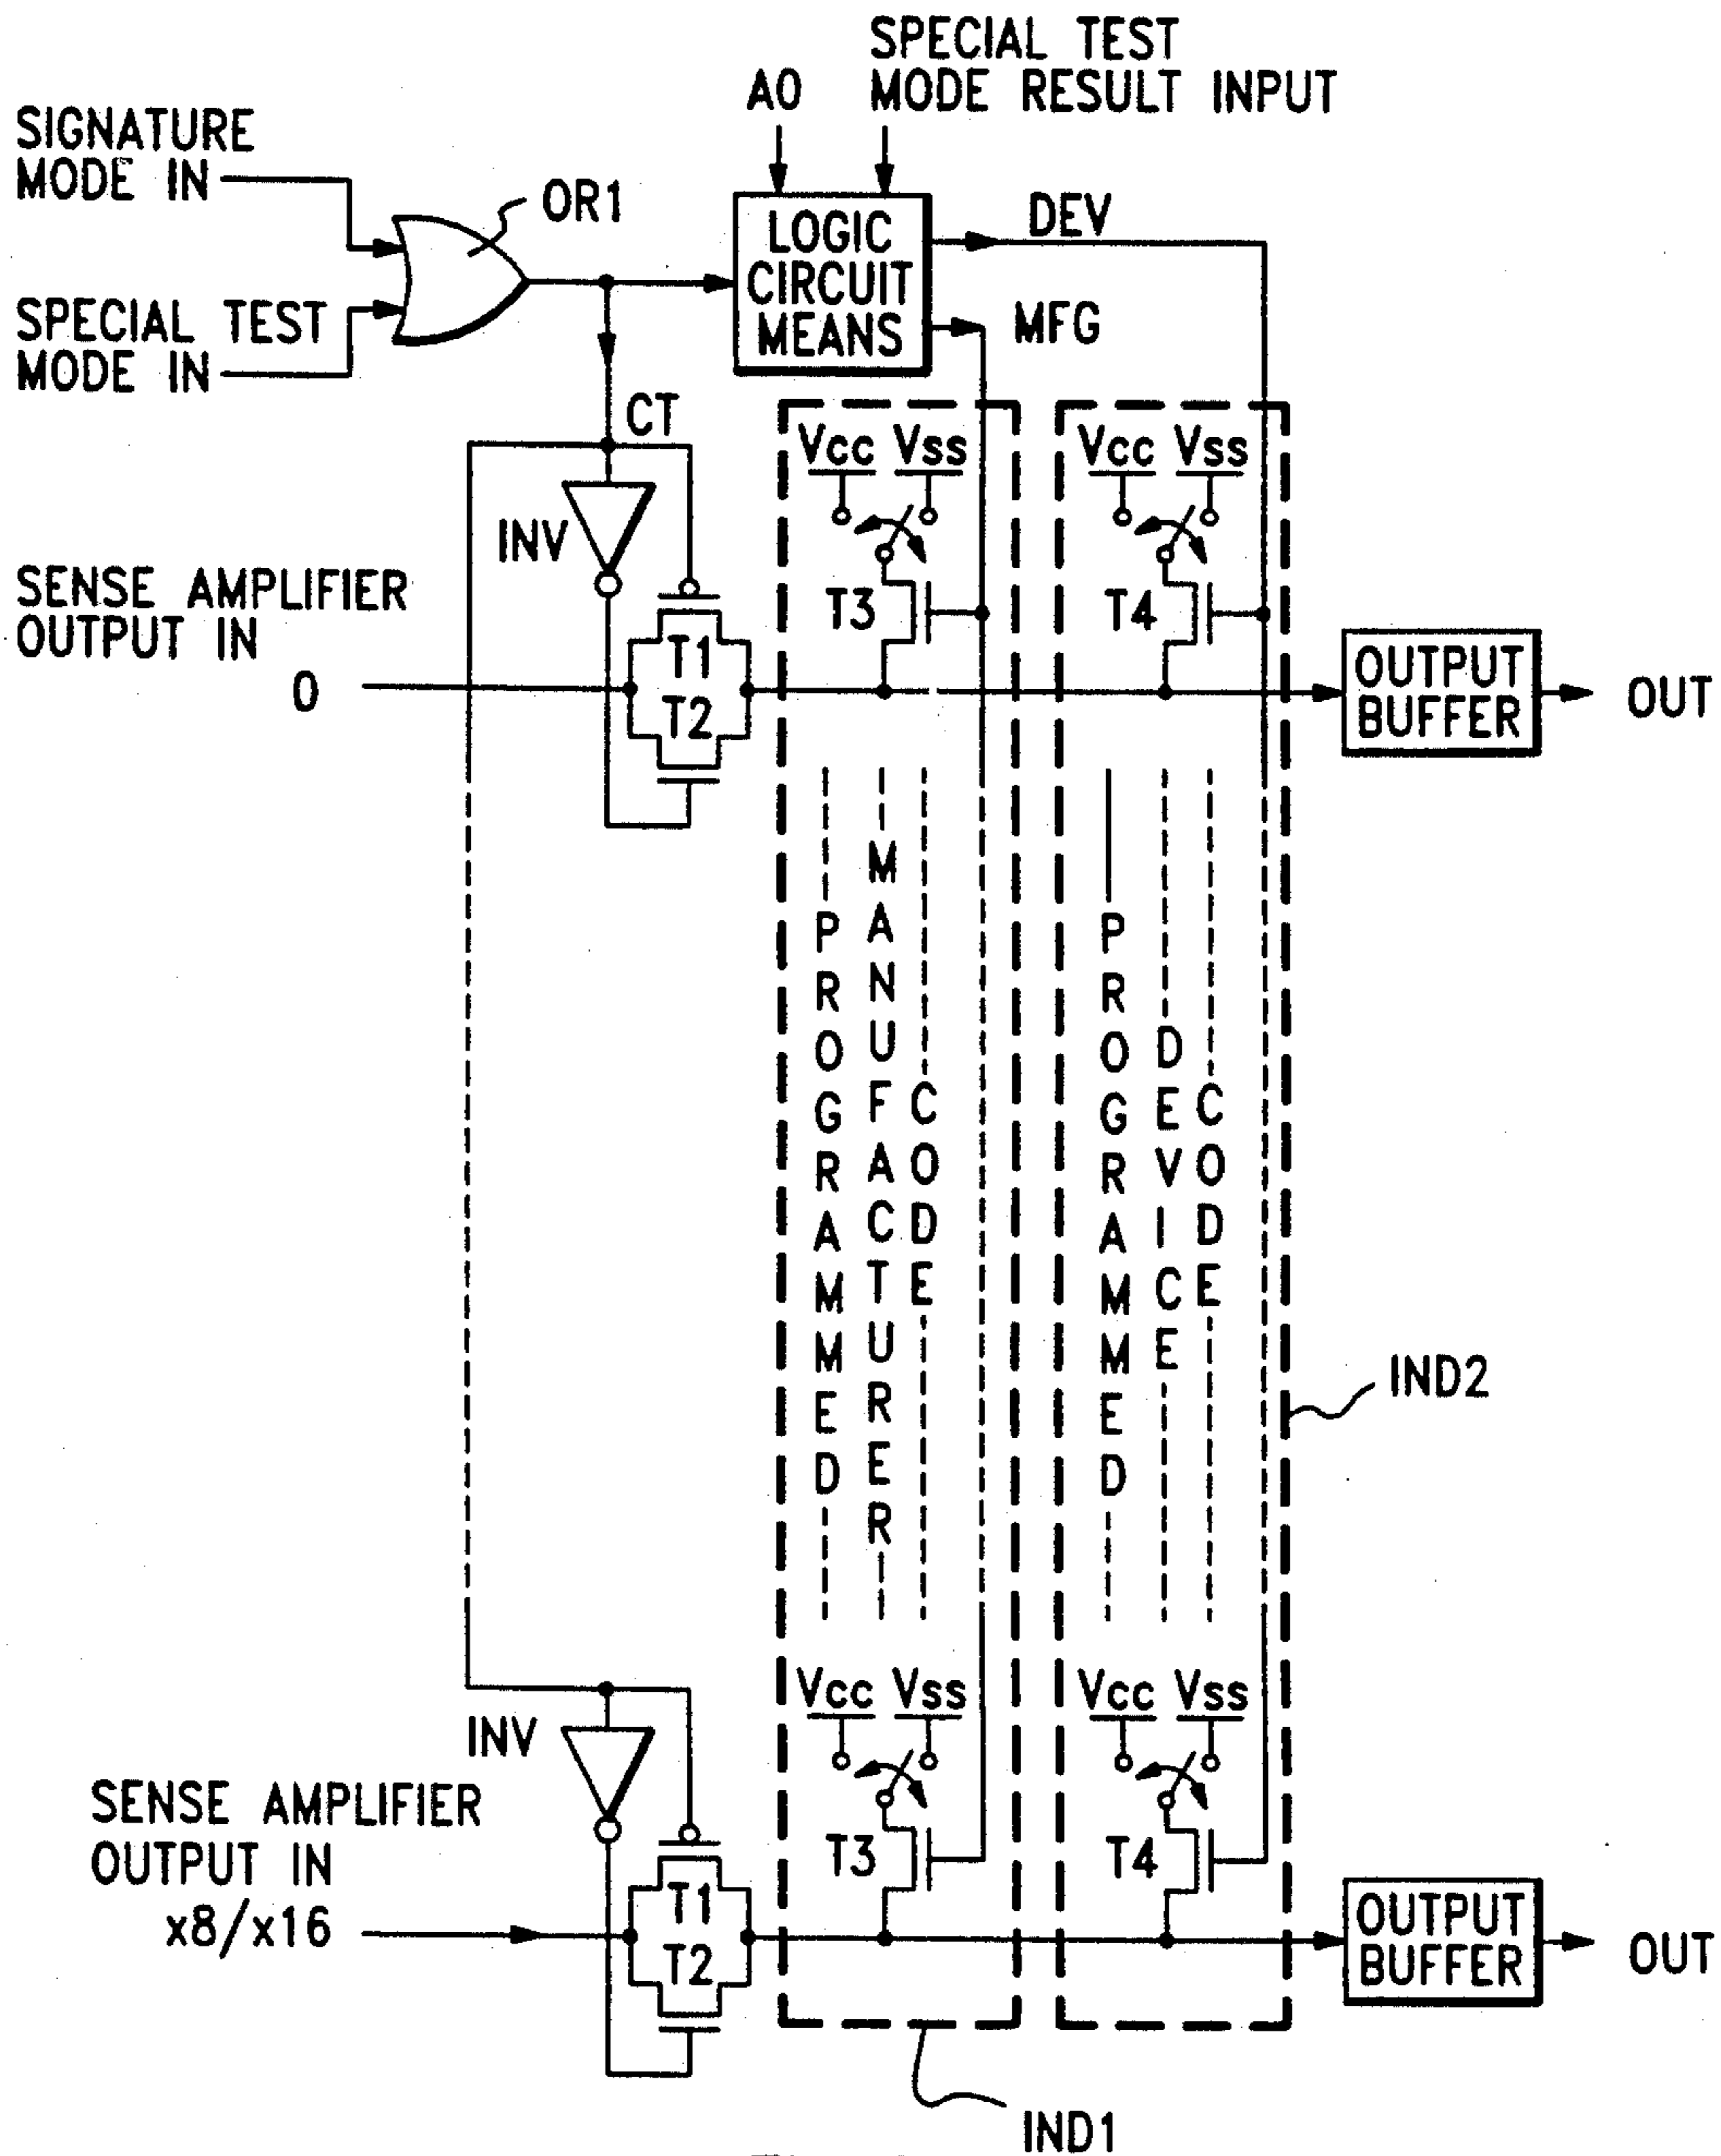 SPECIAL TEST
MODE RESULT INPUT
A0
SIGNATURE
MODE IN
OR1
SPECIAL TEST
MODE IN
LOGIC
CIRCUIT
MEANS
DEV
MFG
CT
Vcc Vss
Vcc Vss
INV
SENSE AMPLIFIER
OUTPUT IN
0
T1
T2
T3
T4
OUTPUT
BUFFER
OUT
PROGRAMMED
MANUFACTURER
CODE
PROGRAMMED
DEVICE
CODE
IND2
Vcc Vss
Vcc Vss
INV
SENSE AMPLIFIER
OUTPUT IN
x8/x16
T1
T2
T3
T4
OUTPUT
BUFFER
OUT
IND1